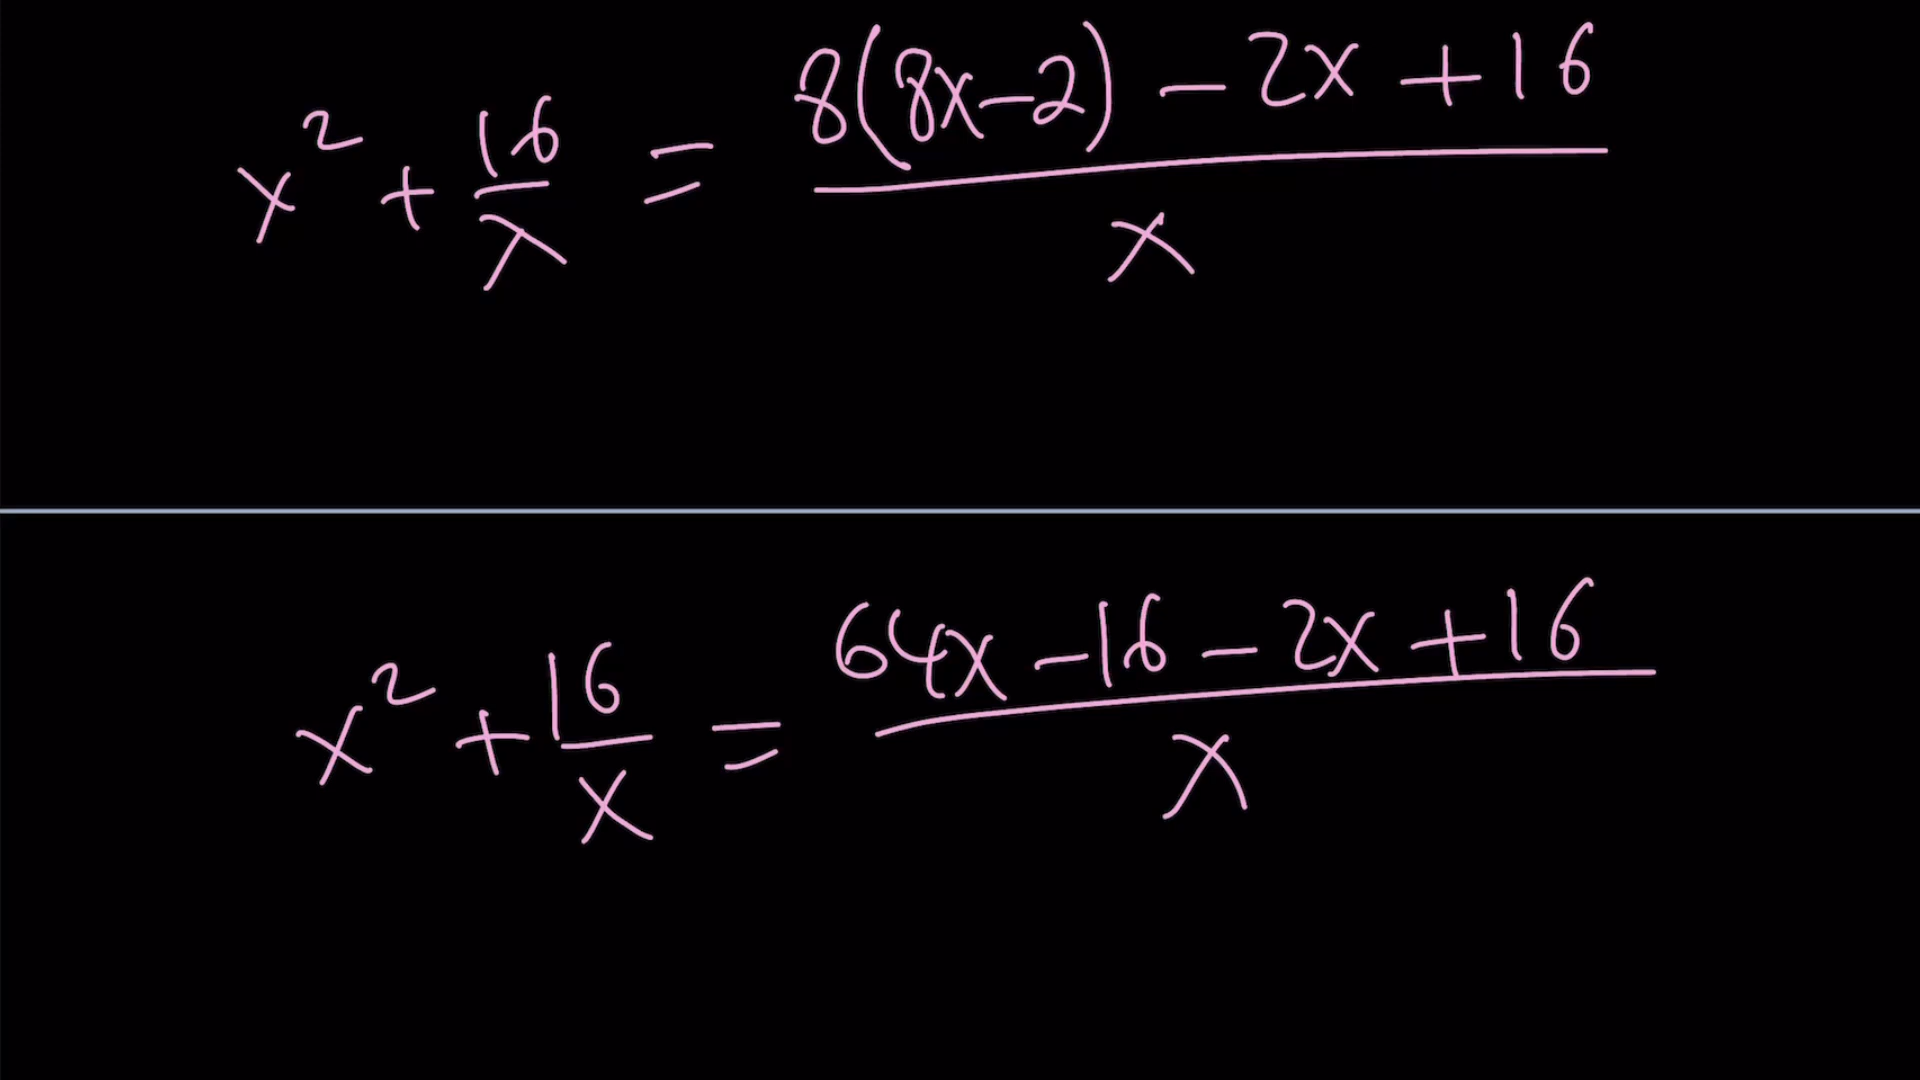 x² + 16/x = (8(8x-2) - 2x + 16)/x
x² + 16/x = (64x - 16 - 2x + 16)/x